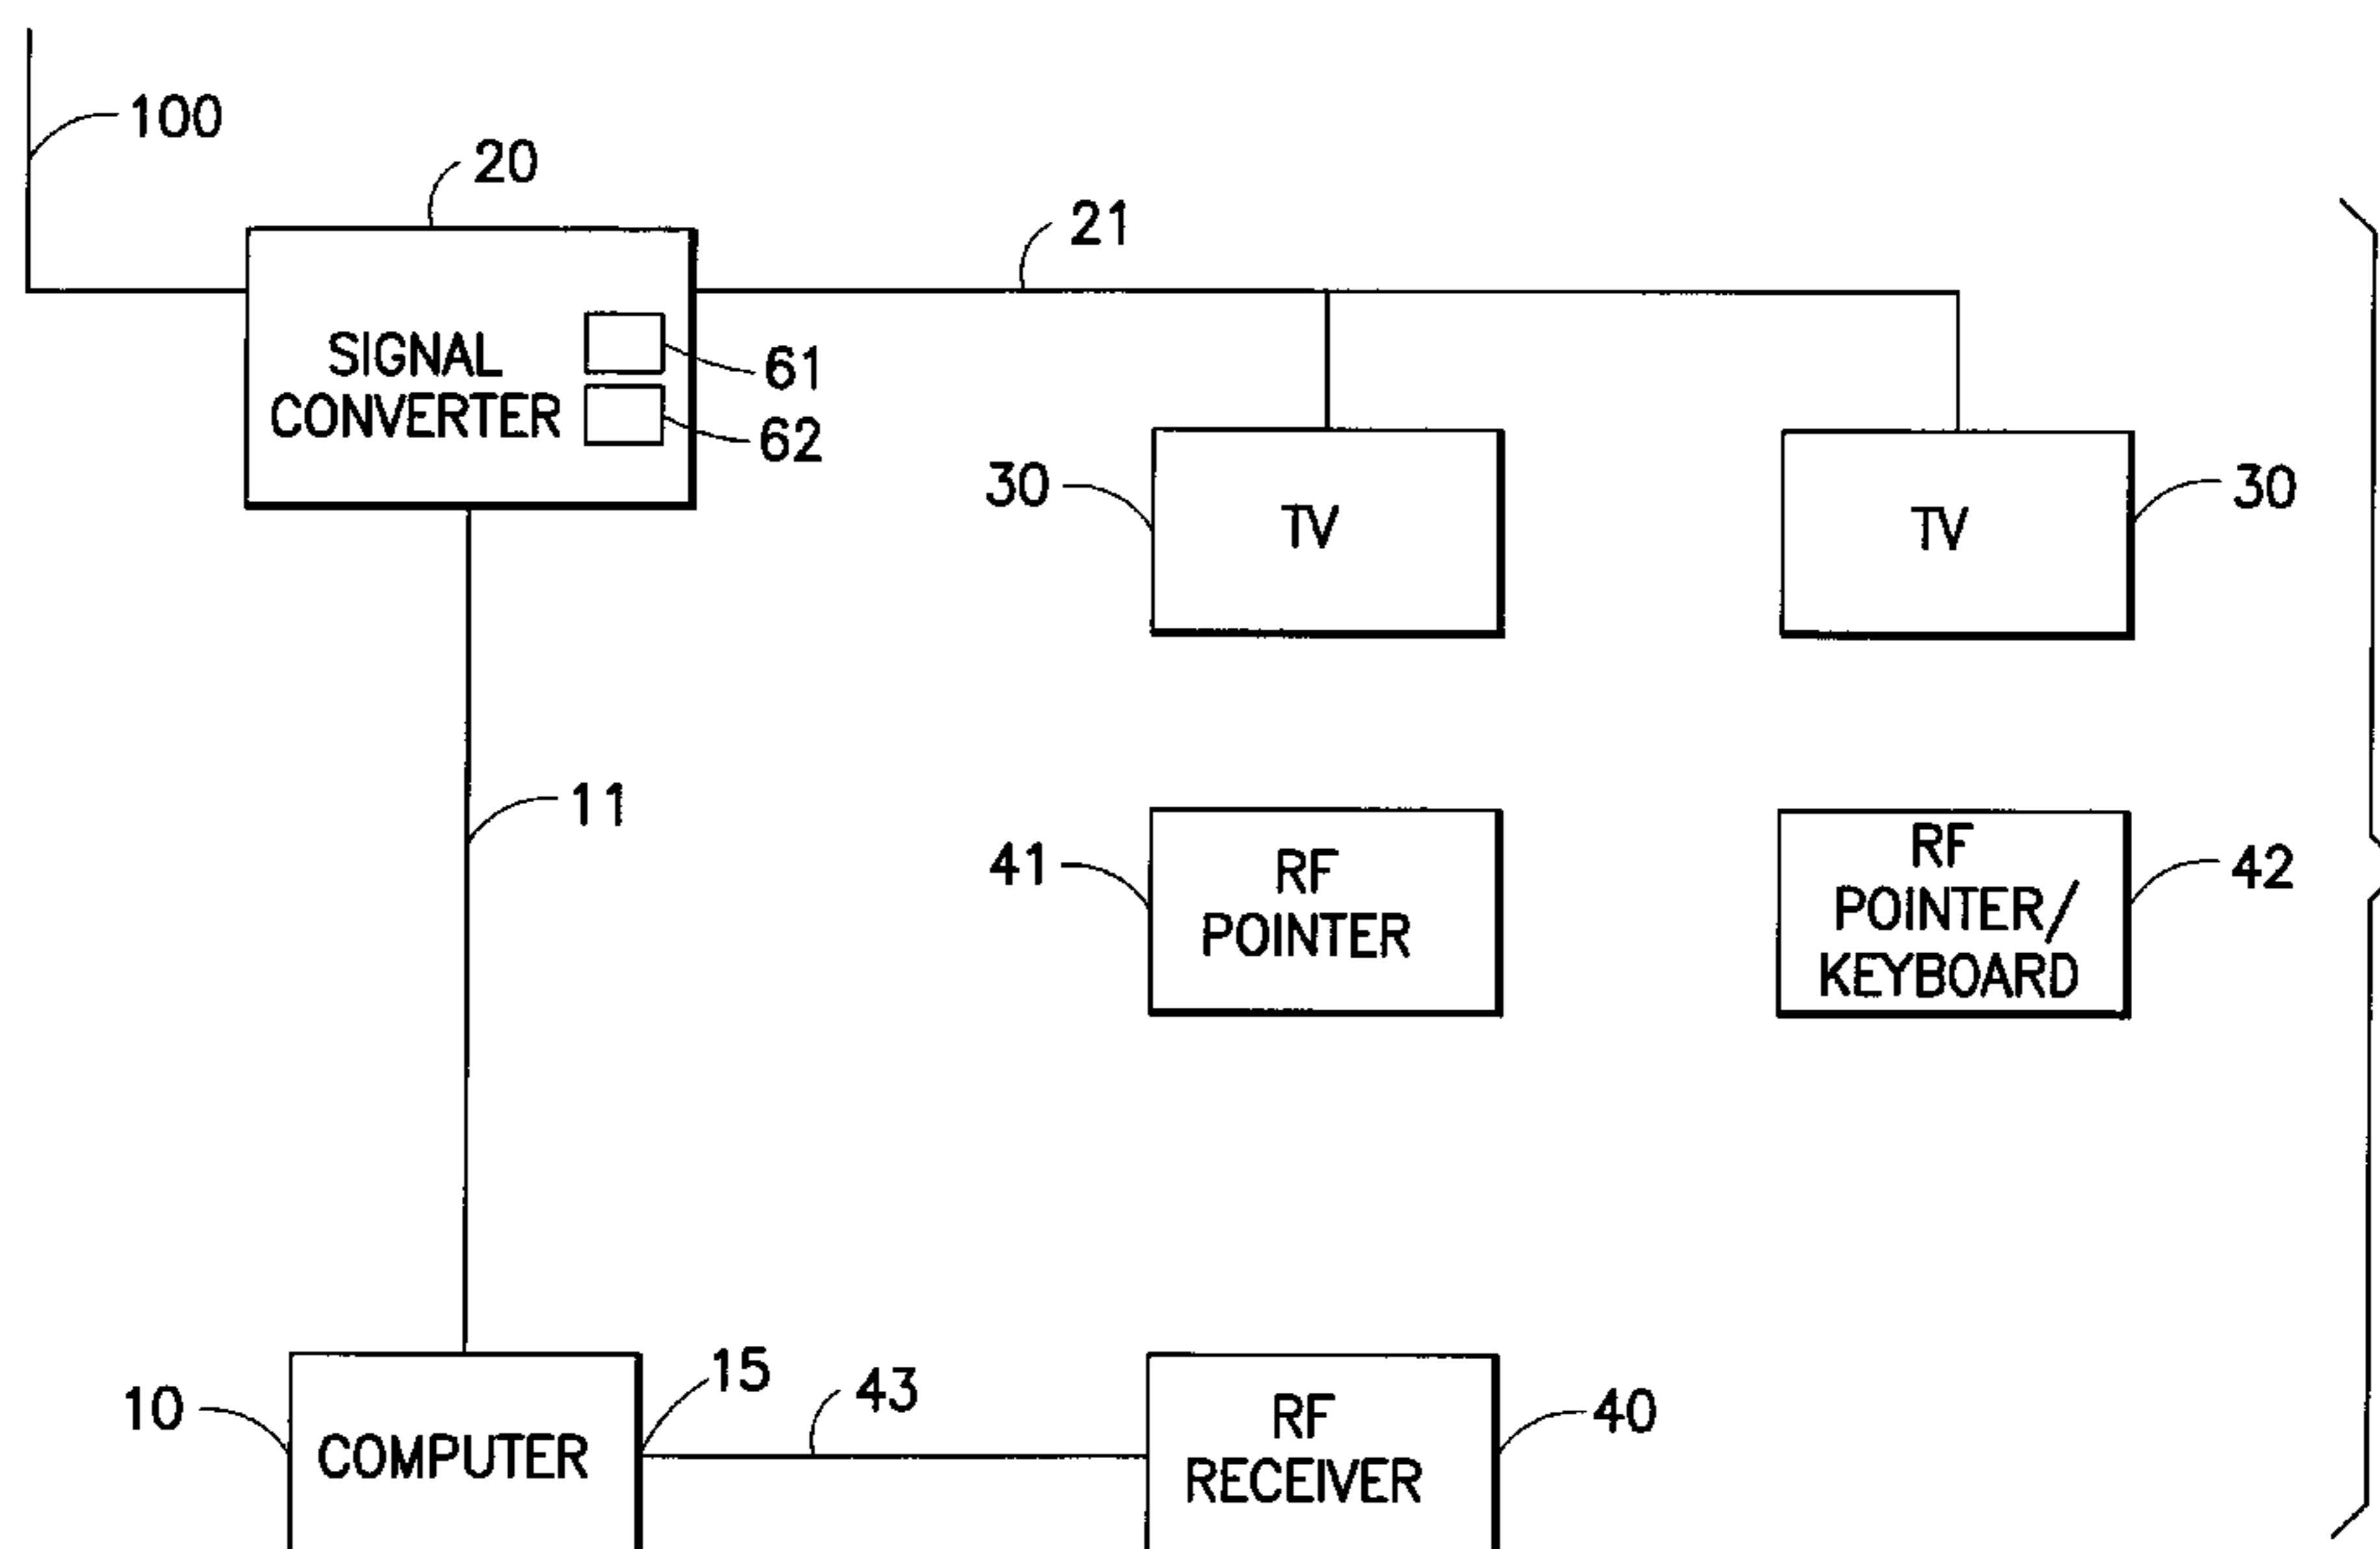 100
20
21
SIGNAL
CONVERTER
61
62
30
TV
TV
30
11
41
RF
POINTER
RF
POINTER/
KEYBOARD
42
10
COMPUTER
15
43
RF
RECEIVER
40